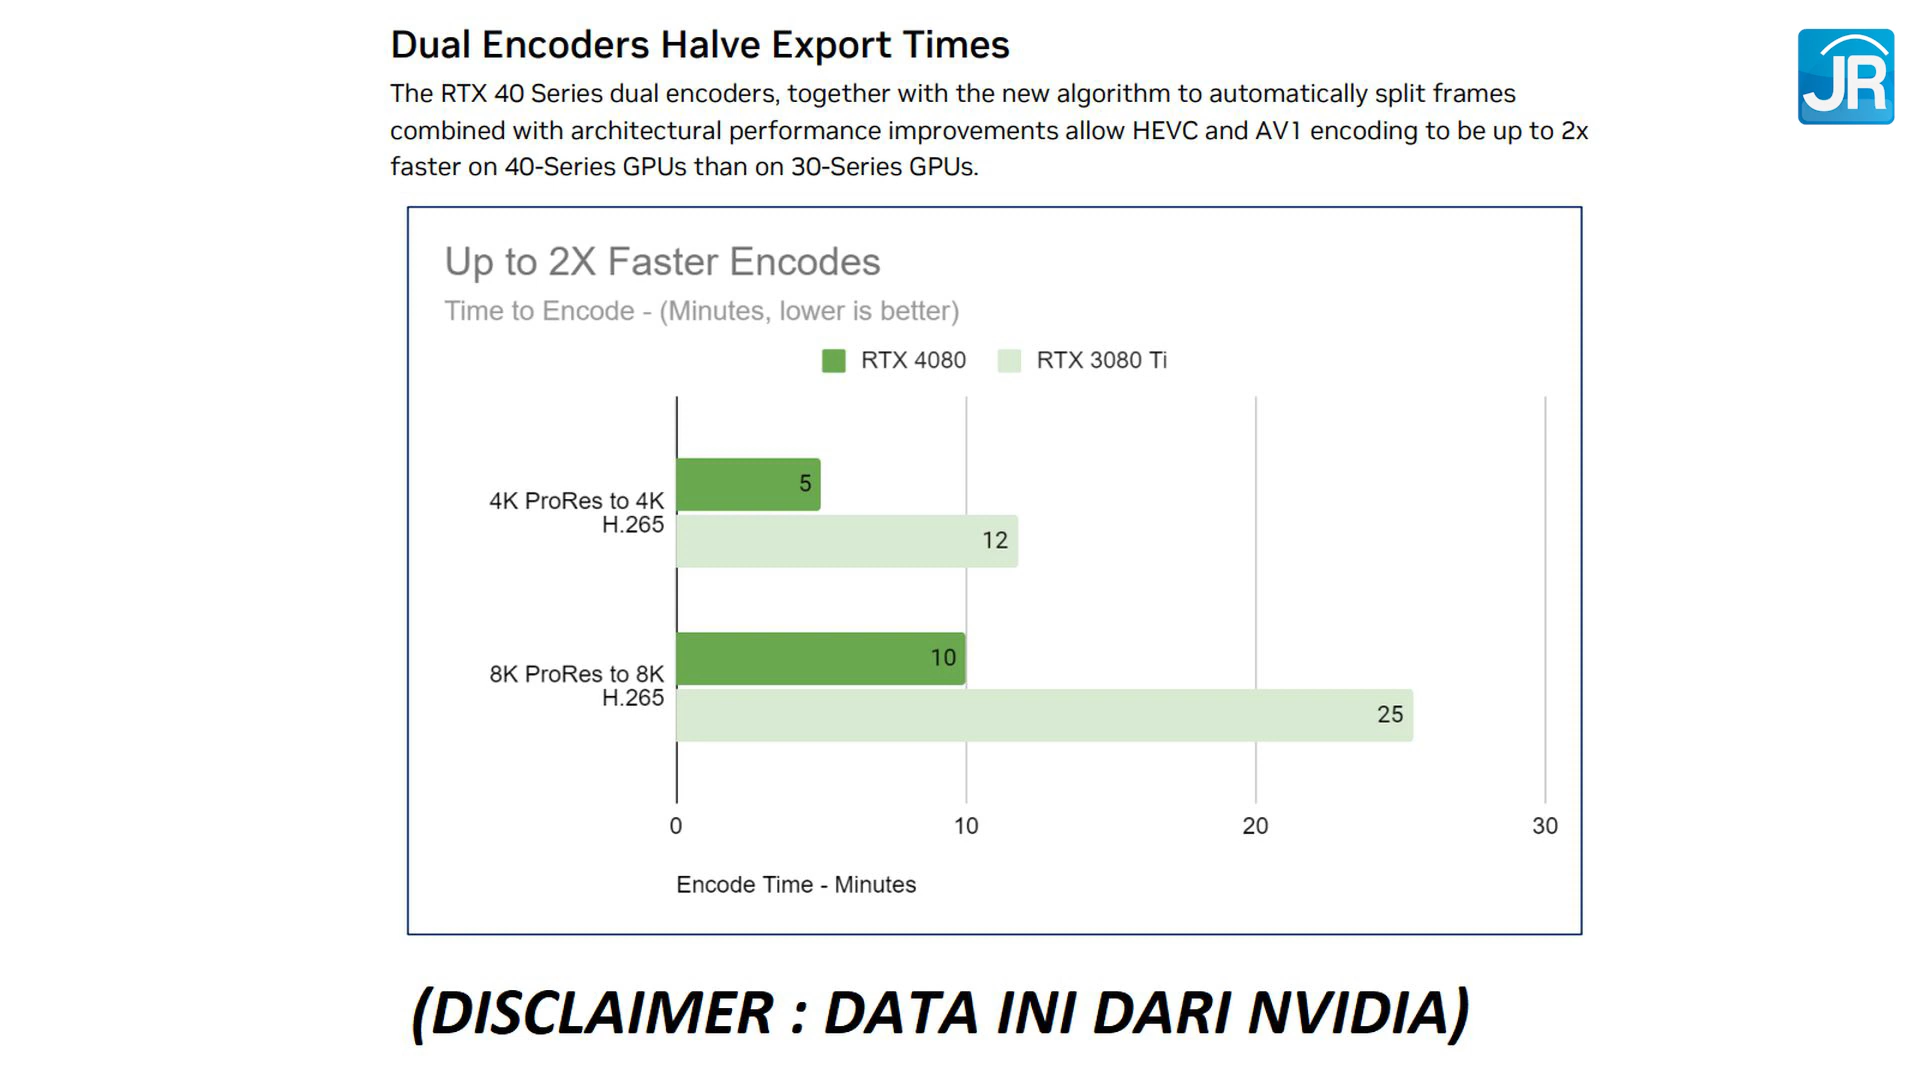 Dual Encoders Halve Export Times
JR
The RTX 40 Series dual encoders, together with the new algorithm to automatically split frames
combined with architectural performance improvements allow HEVC and AV1 encoding to be up to 2x
faster on 40-Series GPUs than on 30-Series GPUs.
Up to 2X Faster Encodes
Time to Encode - (Minutes, lower is better)
RTX 4080 RTX 3080 Ti
4K ProRes to 4K
H.265
5
12
8K ProRes to 8K
H.265
10
25
0 10 20 30
Encode Time - Minutes
(DISCLAIMER : DATA INI DARI NVIDIA)